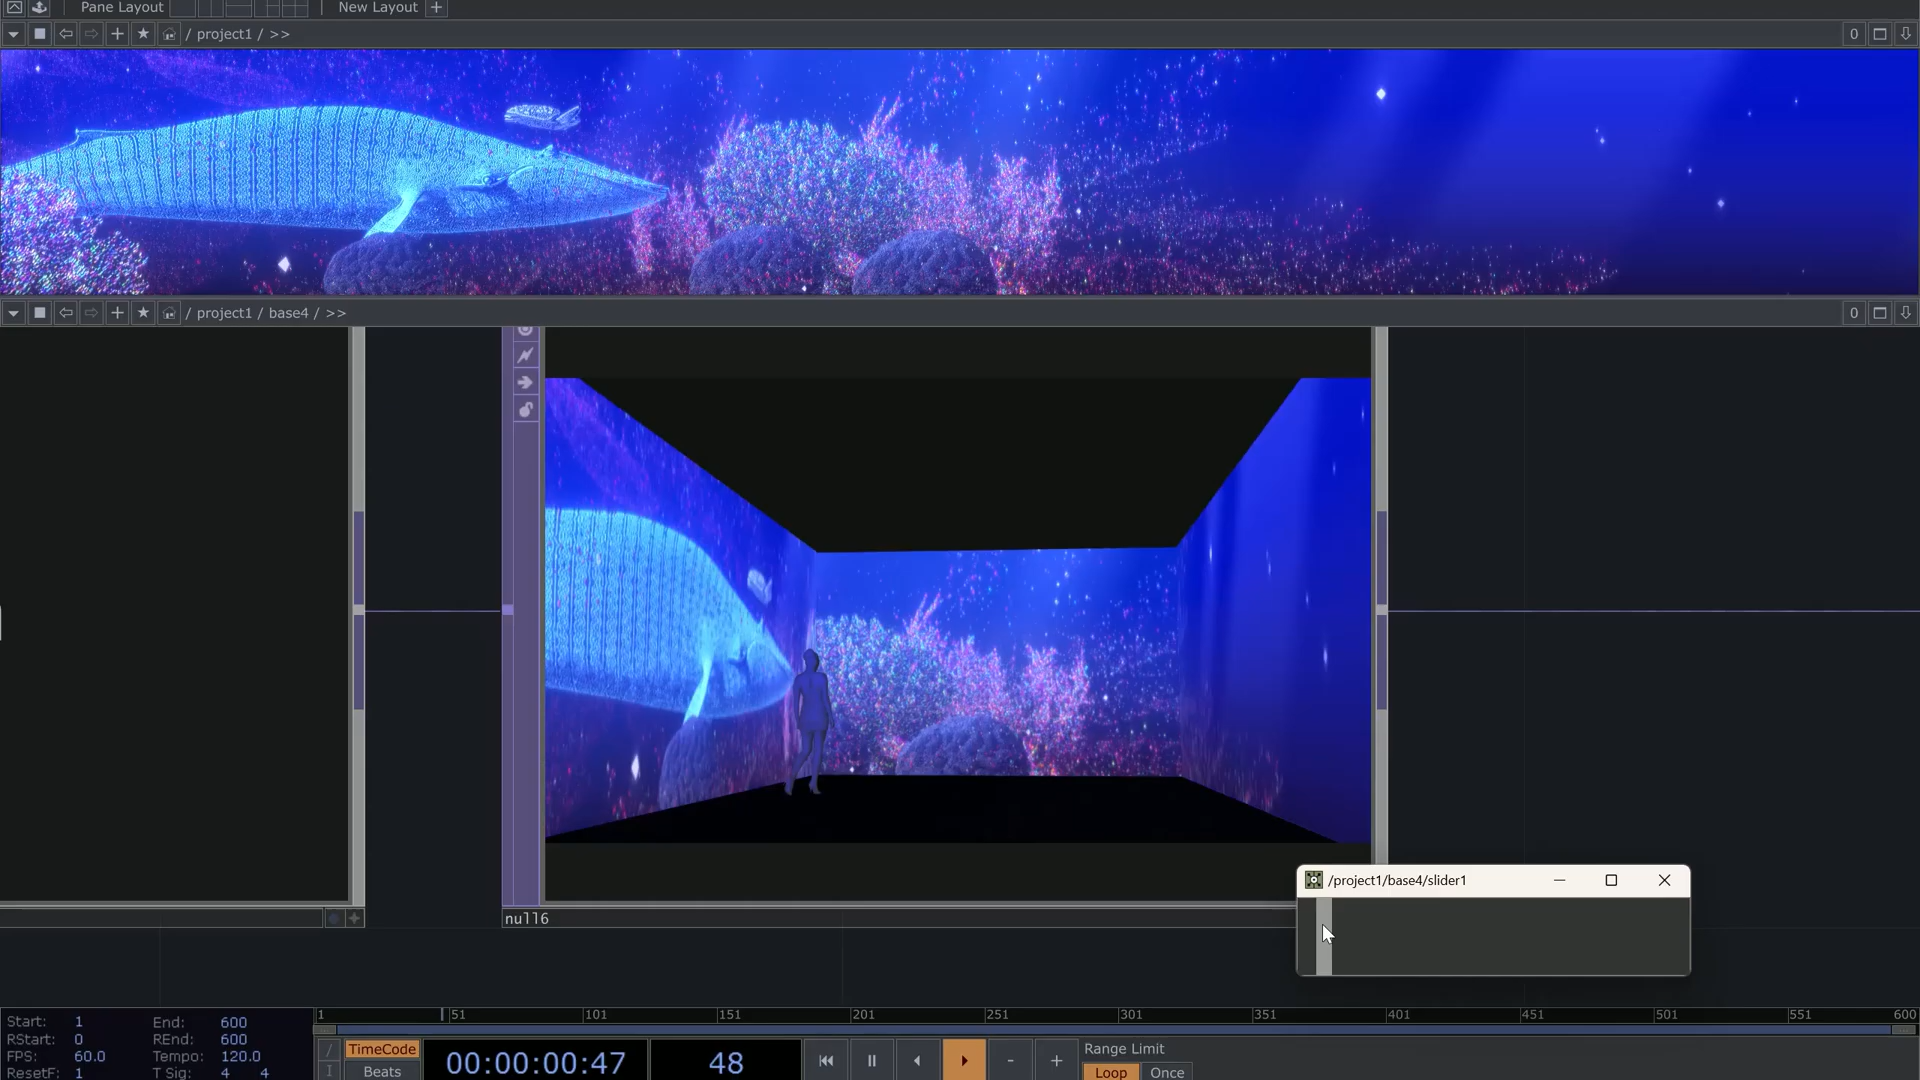 Pane Layout New Layout +
/ project1 / >> 0
/ project1 / base4 / >> 0
null6
/project1/base4/slider1
1 51 101 151 201 251 301 351 401 451 501 551 600
Start: 1 End: 600
RStart: 0 REnd: 600
FPS: 60.0 Tempo: 120.0
ResetF: 1 T Sig: 4 4
/ TimeCode
I Beats
00:00:00:47 48
- +
Range Limit
Loop Once